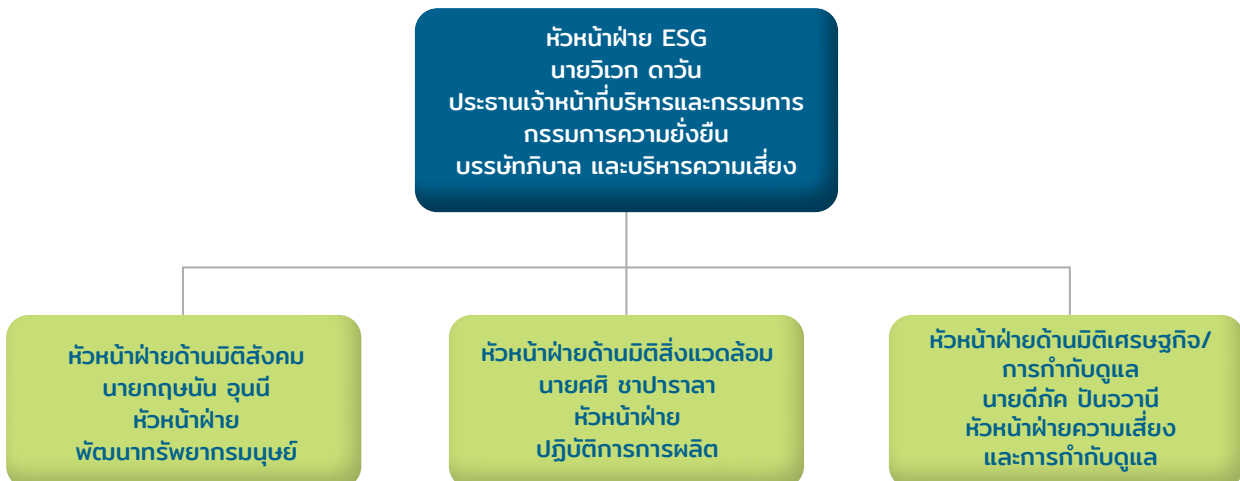 หัวหน้าฝ่าย ESG
นายวิเวก ดาวัน
ประธานเจ้าหน้าที่บริหารและกรรมการ
กรรมการความยั่งยืน
บรรษัทภิบาล และบริหารความเสี่ยง
หัวหน้าฝ่ายด้านมิติสังคม
นายกฤษนัน อุนนี
หัวหน้าฝ่าย
พัฒนาทรัพยากรมนุษย์
หัวหน้าฝ่ายด้านมิติสิ่งแวดล้อม
นายศศิ ชาปาราลา
หัวหน้าฝ่าย
ปฏิบัติการการผลิต
หัวหน้าฝ่ายด้านมิติเศรษฐกิจ/
การกำกับดูแล
นายดีภัค ปันจวานี
หัวหน้าฝ่ายความเสี่ยง
และการกำกับดูแล